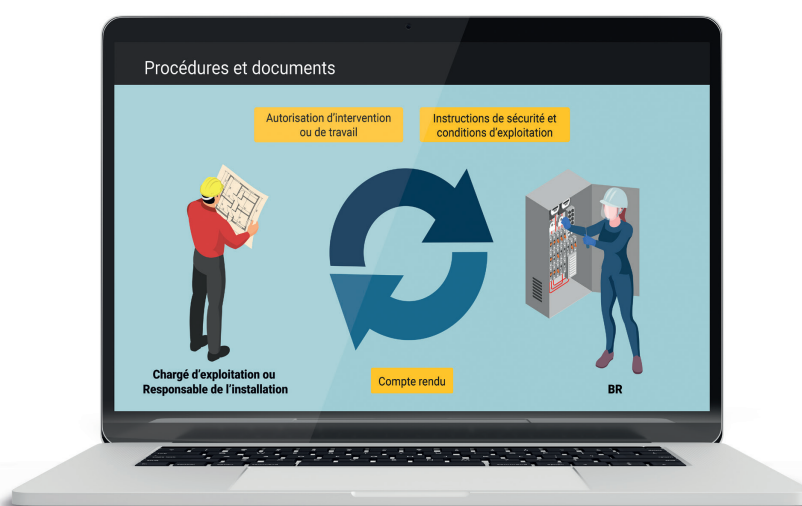 Procédures et documents
Autorisation d'intervention
ou de travail
Instructions de sécurité et
conditions d'exploitation
Chargé d'exploitation ou
Responsable de l'installation
Compte rendu
BR